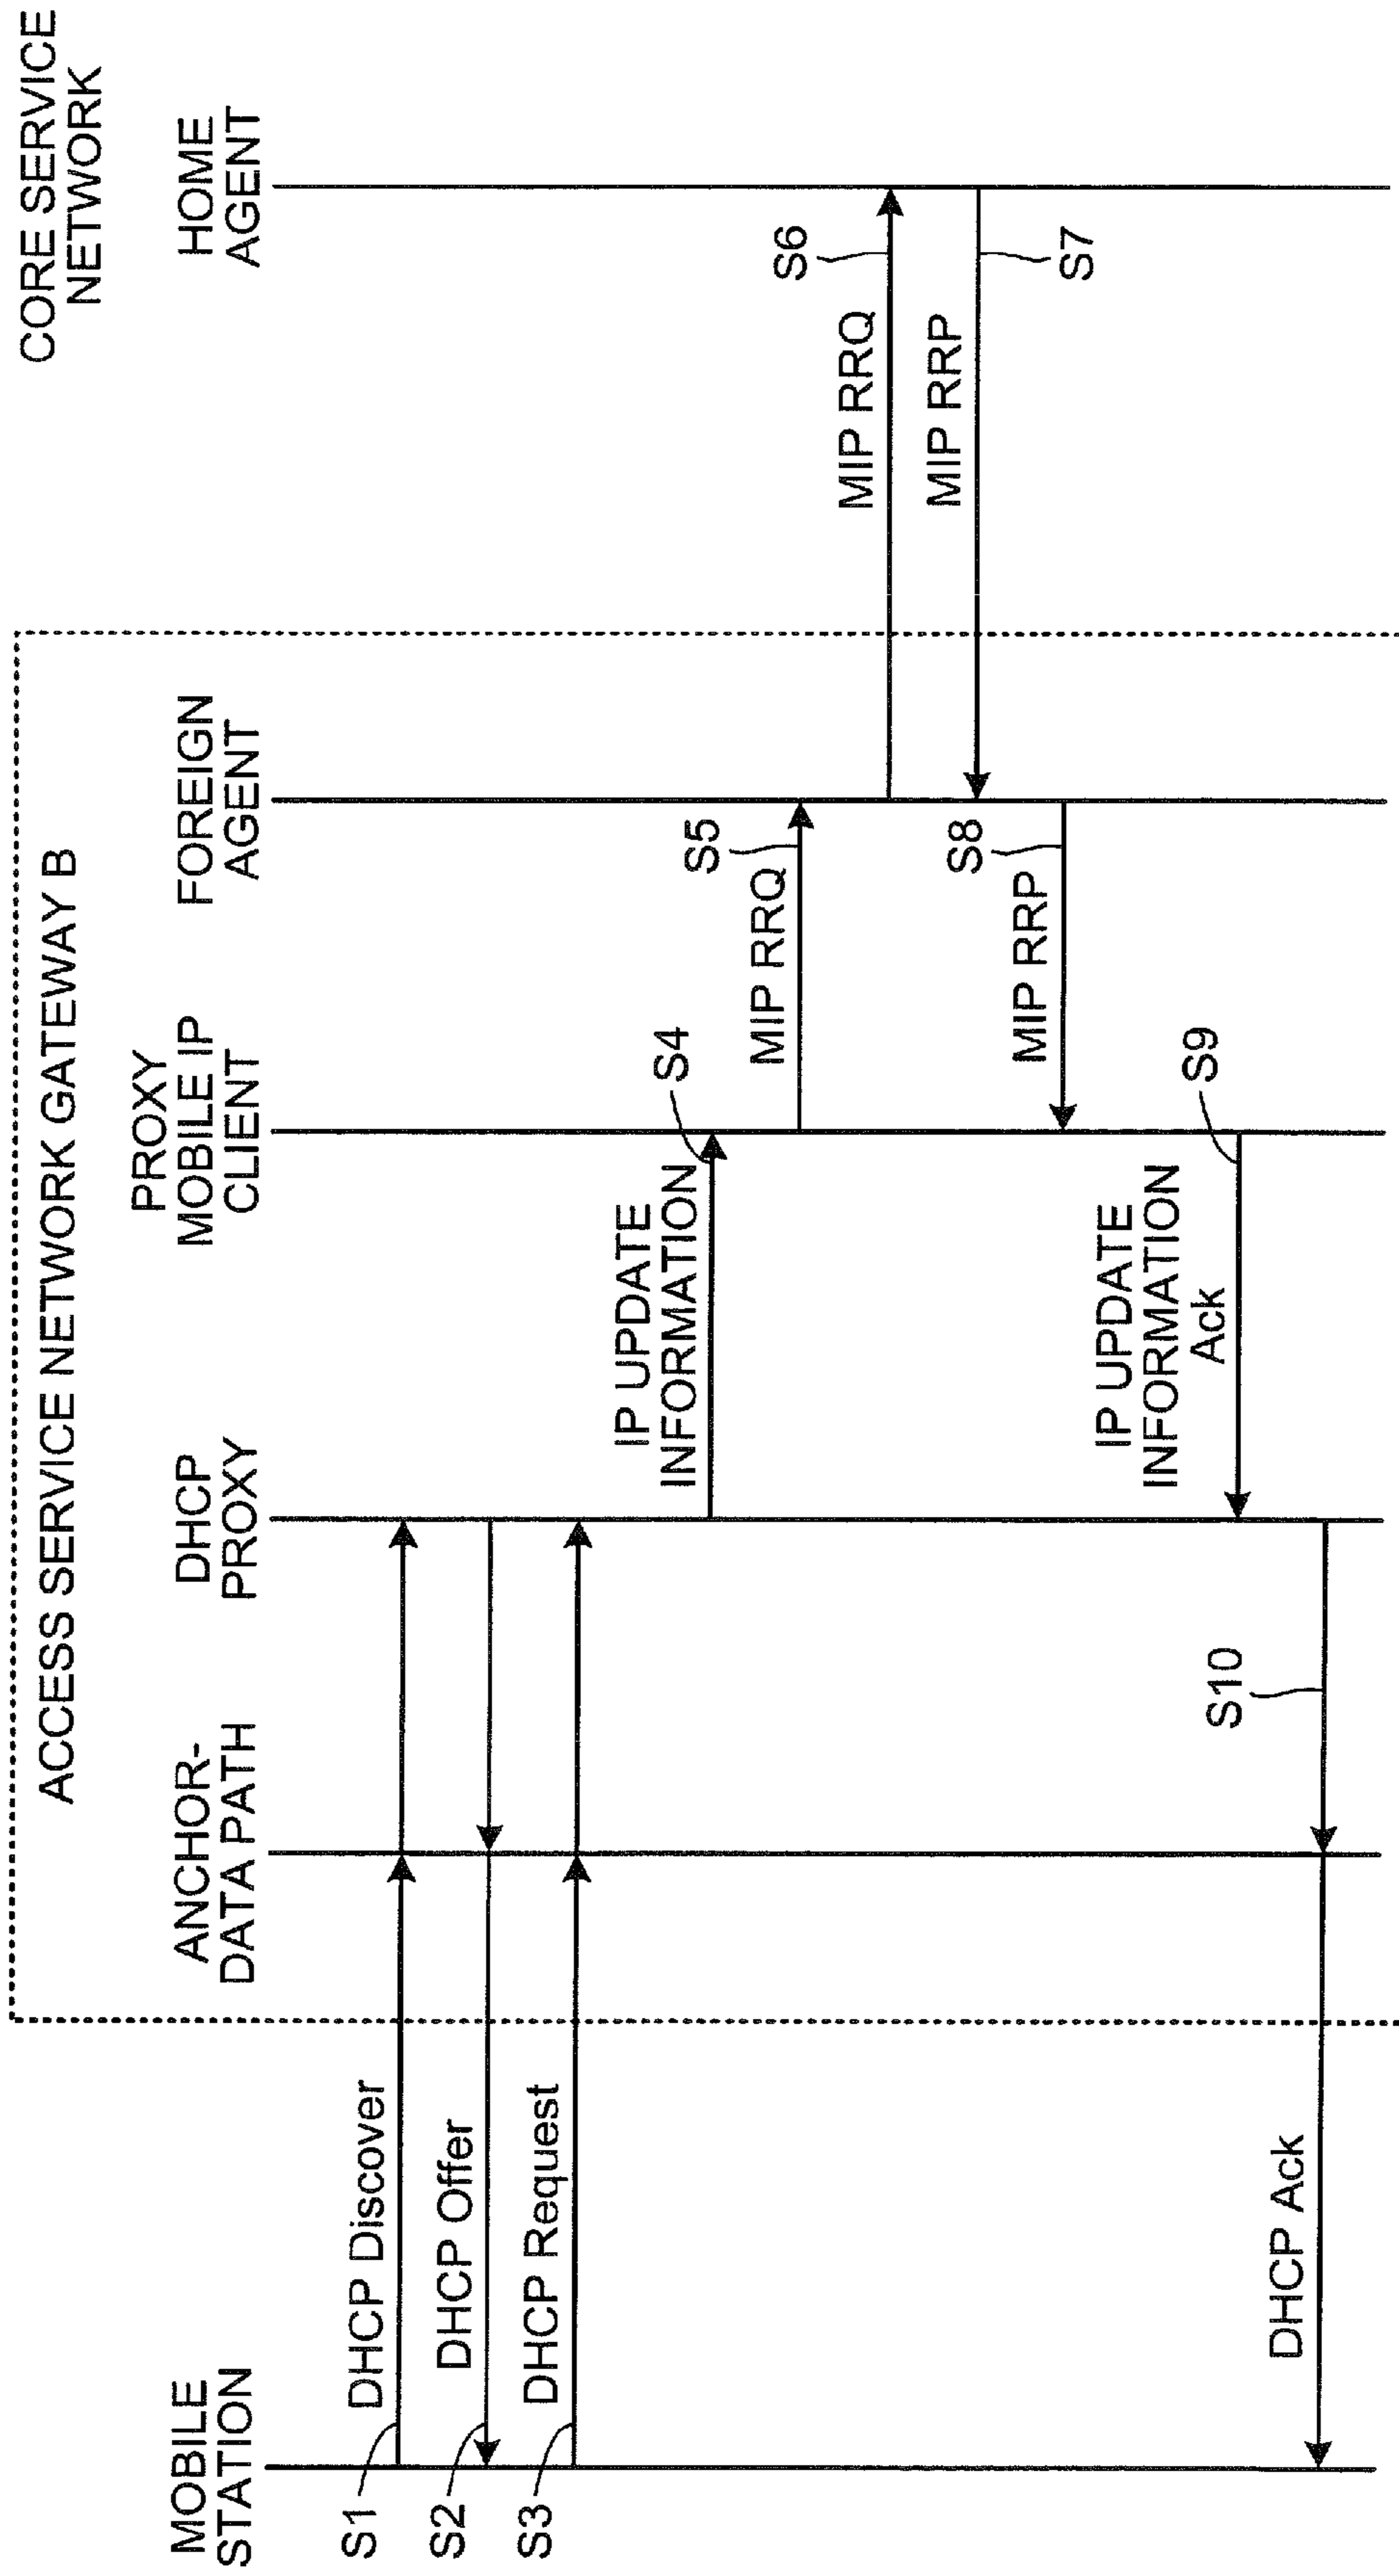 ACCESS SERVICE NETWORK GATEWAY B
CORE SERVICE
NETWORK
MOBILE
STATION
ANCHOR-
DATA PATH
DHCP
PROXY
PROXY
MOBILE IP
CLIENT
FOREIGN
AGENT
HOME
AGENT
S1
DHCP Discover
S2
DHCP Offer
S3
DHCP Request
IP UPDATE
INFORMATION
S4
MIP RRQ
S5
MIP RRQ
S6
MIP RRP
S7
MIP RRP
S8
IP UPDATE
INFORMATION
Ack
S9
DHCP Ack
S10